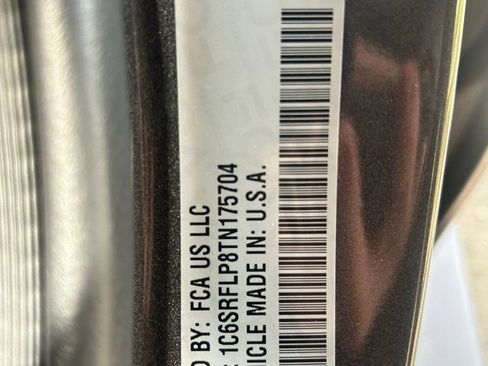 D BY: FCA US LLC
: 1C6SRFLP8TN175704
ICLE MADE IN: U.S.A.